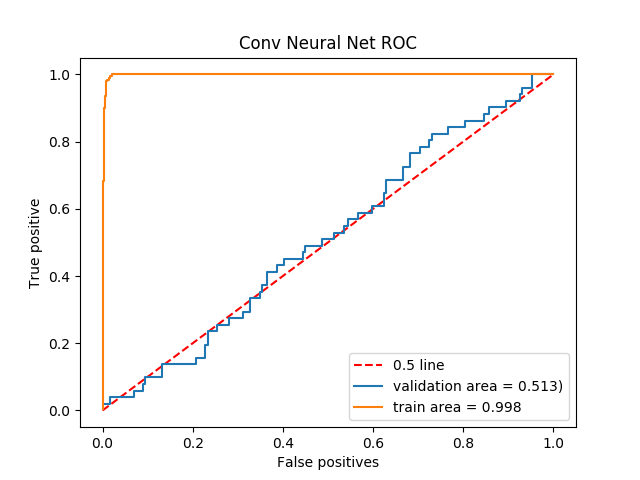 Conv Neural Net ROC
1.0
0.8
0.6
0.4
0.2
0.0
True positive
0.0 0.2 0.4 0.6 0.8 1.0
False positives
0.5 line
validation area = 0.513)
train area = 0.998